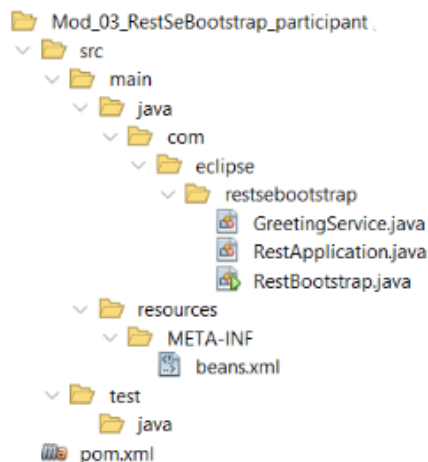 Mod_03_RestSeBootstrap_participant
src
main
java
com
eclipse
restsebootstrap
GreetingService.java
RestApplication.java
RestBootstrap.java
resources
META-INF
beans.xml
test
java
pom.xml